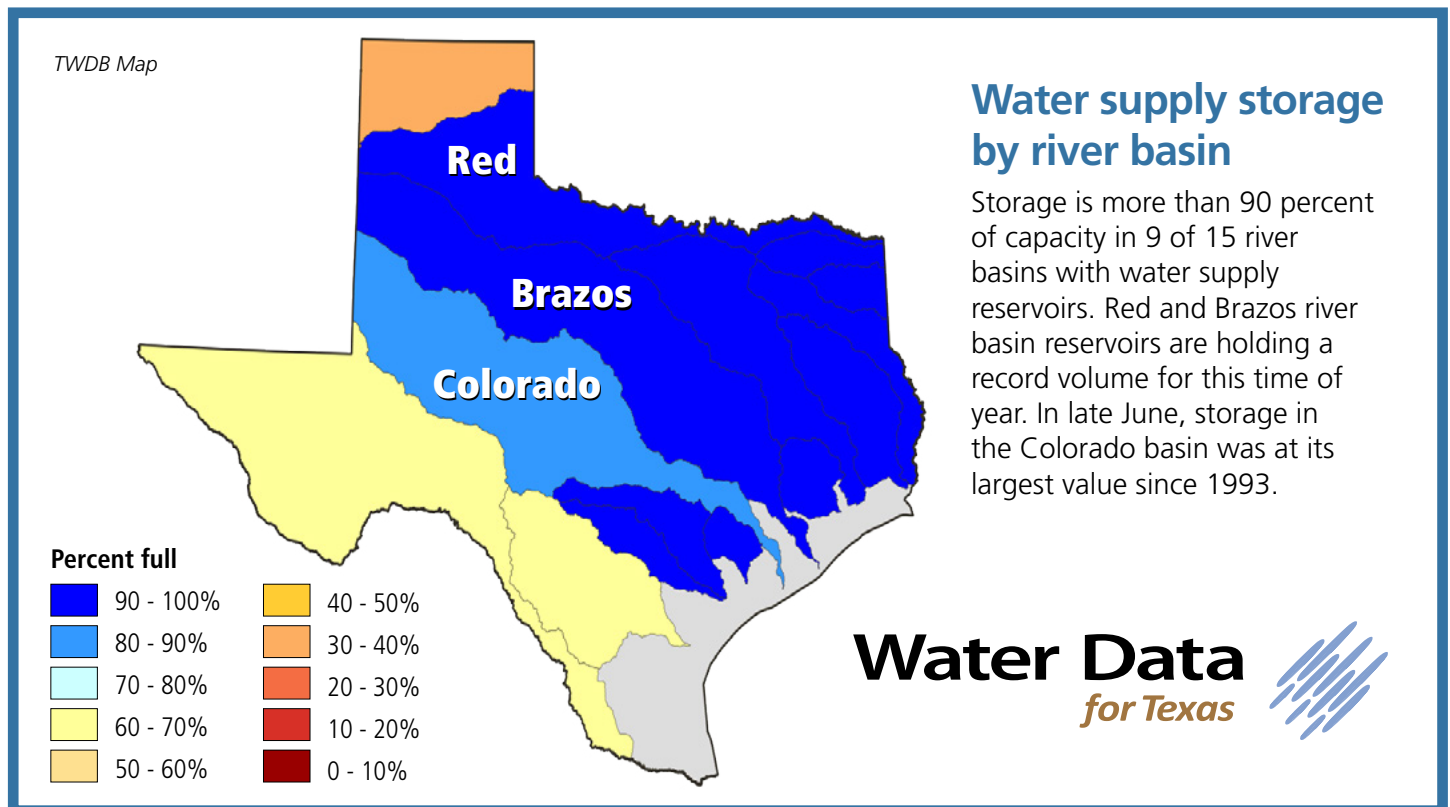 TWDB Map
Water supply storage
by river basin
Storage is more than 90 percent
of capacity in 9 of 15 river
basins with water supply
reservoirs. Red and Brazos river
basin reservoirs are holding a
record volume for this time of
year. In late June, storage in
the Colorado basin was at its
largest value since 1993.
Red
Brazos
Colorado
Percent full
90 - 100%
80 - 90%
70 - 80%
60 - 70%
50 - 60%
40 - 50%
30 - 40%
20 - 30%
10 - 20%
0 - 10%
Water Data
for Texas